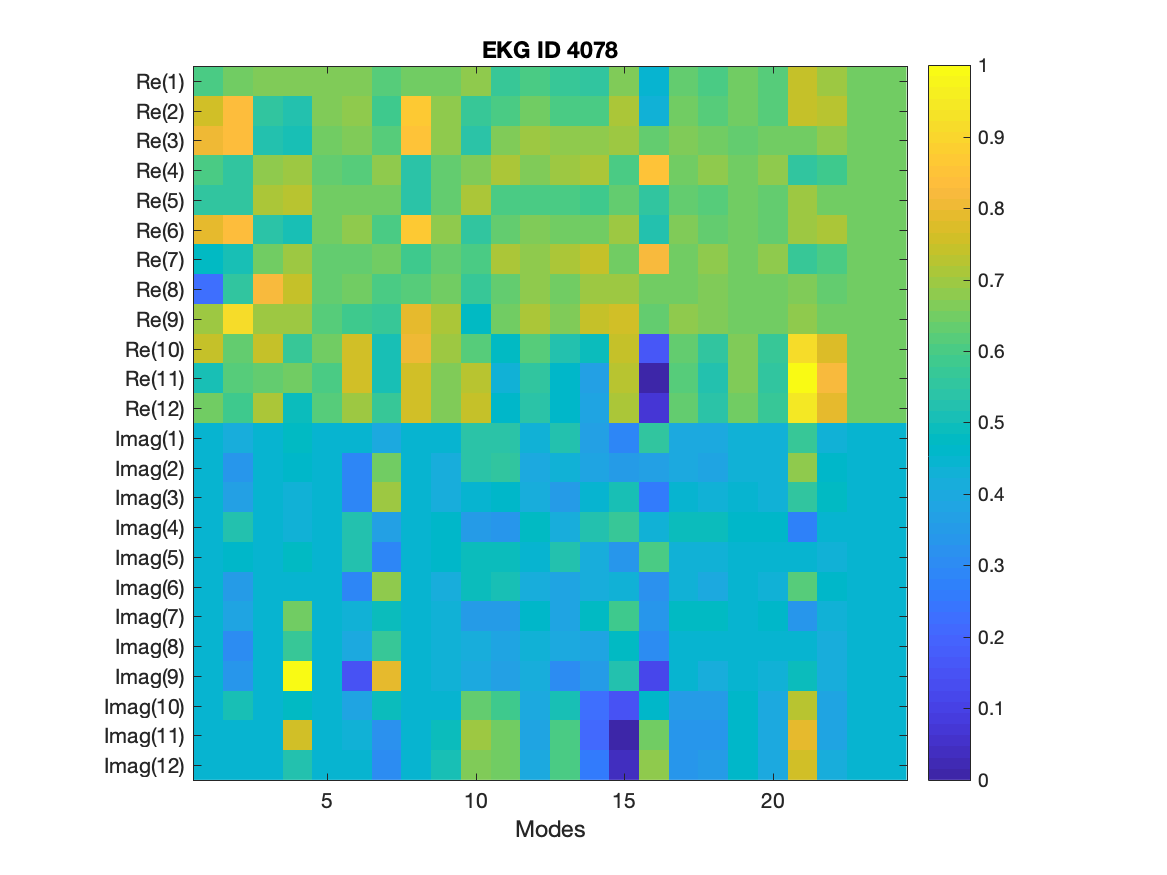 EKG ID 4078
Re(1)
Re(2)
Re(3)
Re(4)
Re(5)
Re(6)
Re(7)
Re(8)
Re(9)
Re(10)
Re(11)
Re(12)
Imag(1)
Imag(2)
Imag(3)
Imag(4)
Imag(5)
Imag(6)
Imag(7)
Imag(8)
Imag(9)
Imag(10)
Imag(11)
Imag(12)
5 10 15 20
Modes
1
0.9
0.8
0.7
0.6
0.5
0.4
0.3
0.2
0.1
0